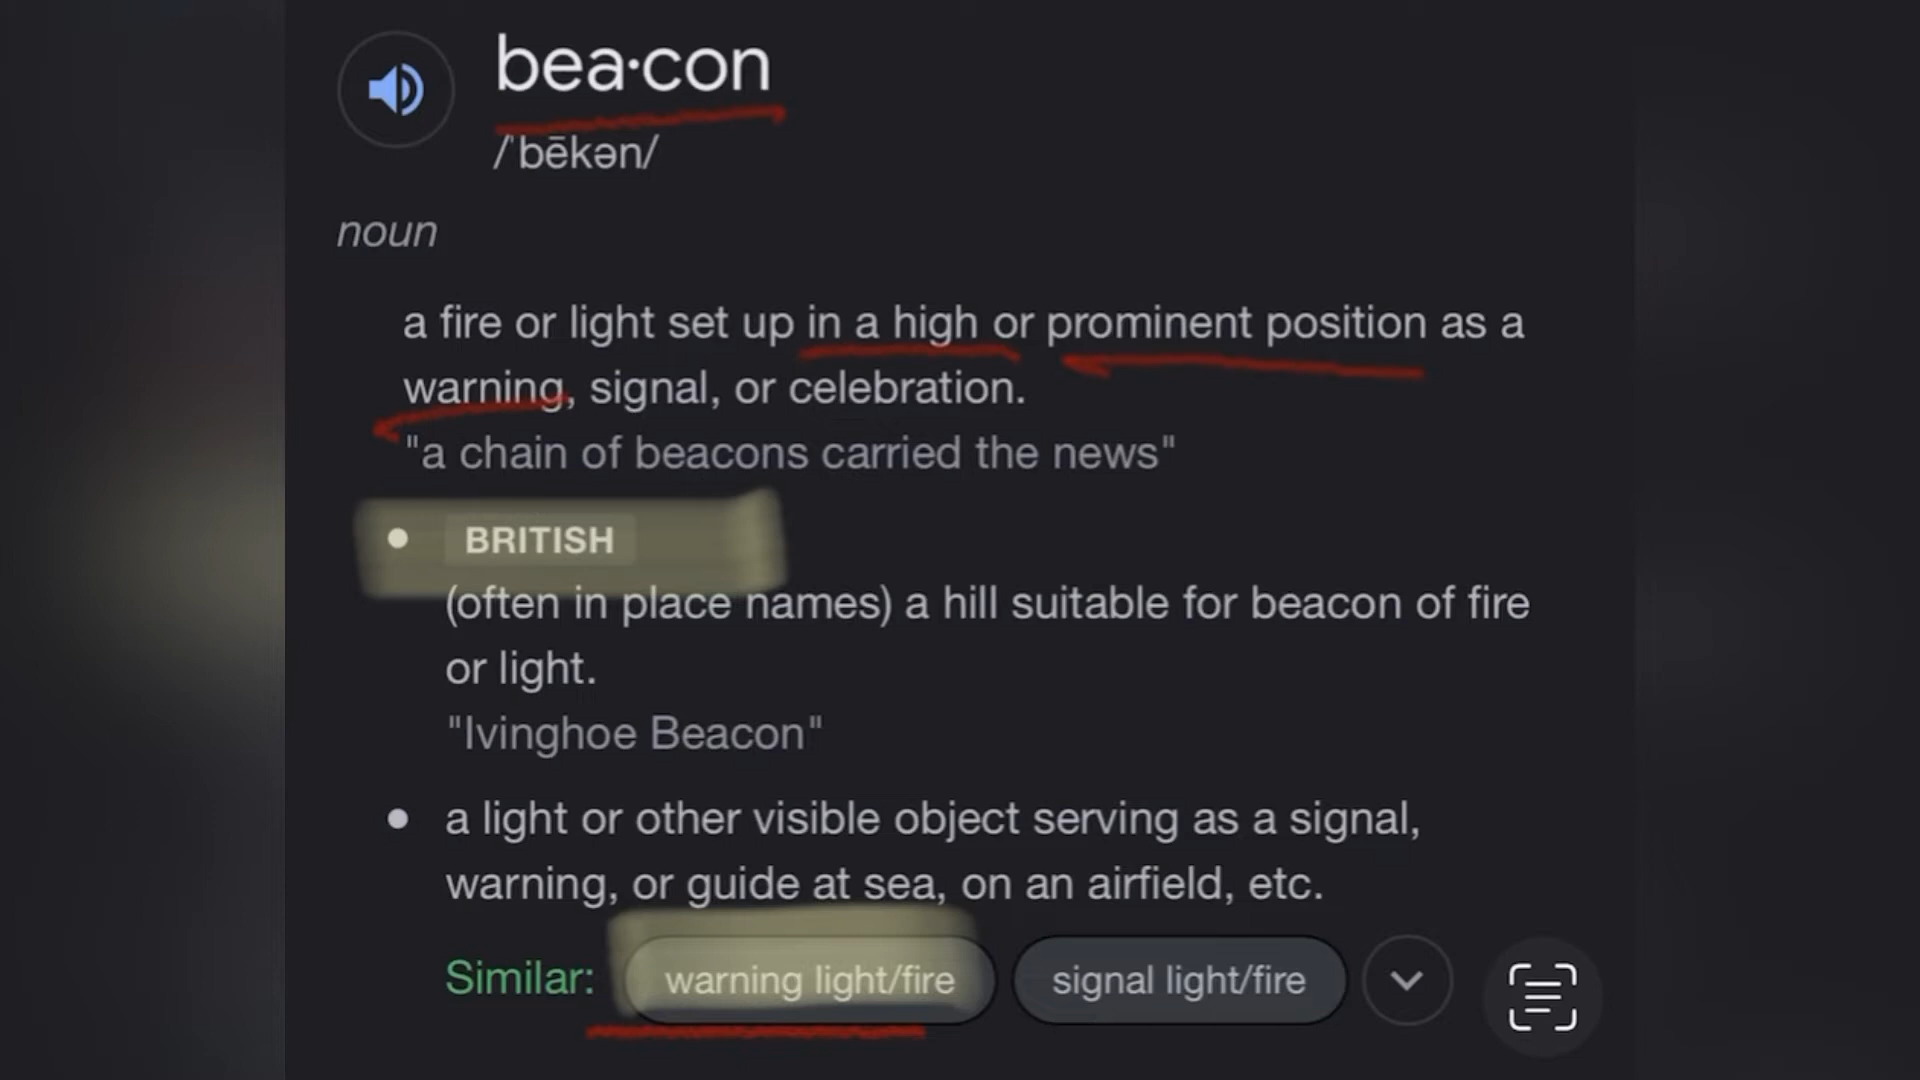 bea·con
/ˈbēkən/
noun
a fire or light set up in a high or prominent position as a
warning, signal, or celebration.
"a chain of beacons carried the news"
• BRITISH
(often in place names) a hill suitable for beacon of fire
or light.
"Ivinghoe Beacon"
• a light or other visible object serving as a signal,
warning, or guide at sea, on an airfield, etc.
Similar: warning light/fire signal light/fire